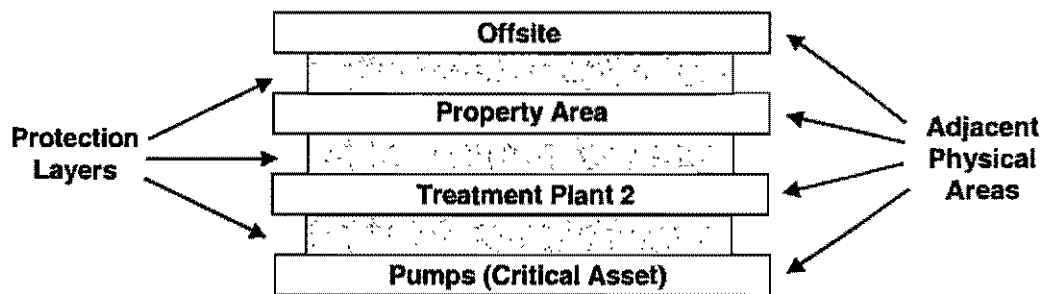 Offsite
Property Area
Treatment Plant 2
Pumps (Critical Asset)
Protection
Layers
Adjacent
Physical
Areas